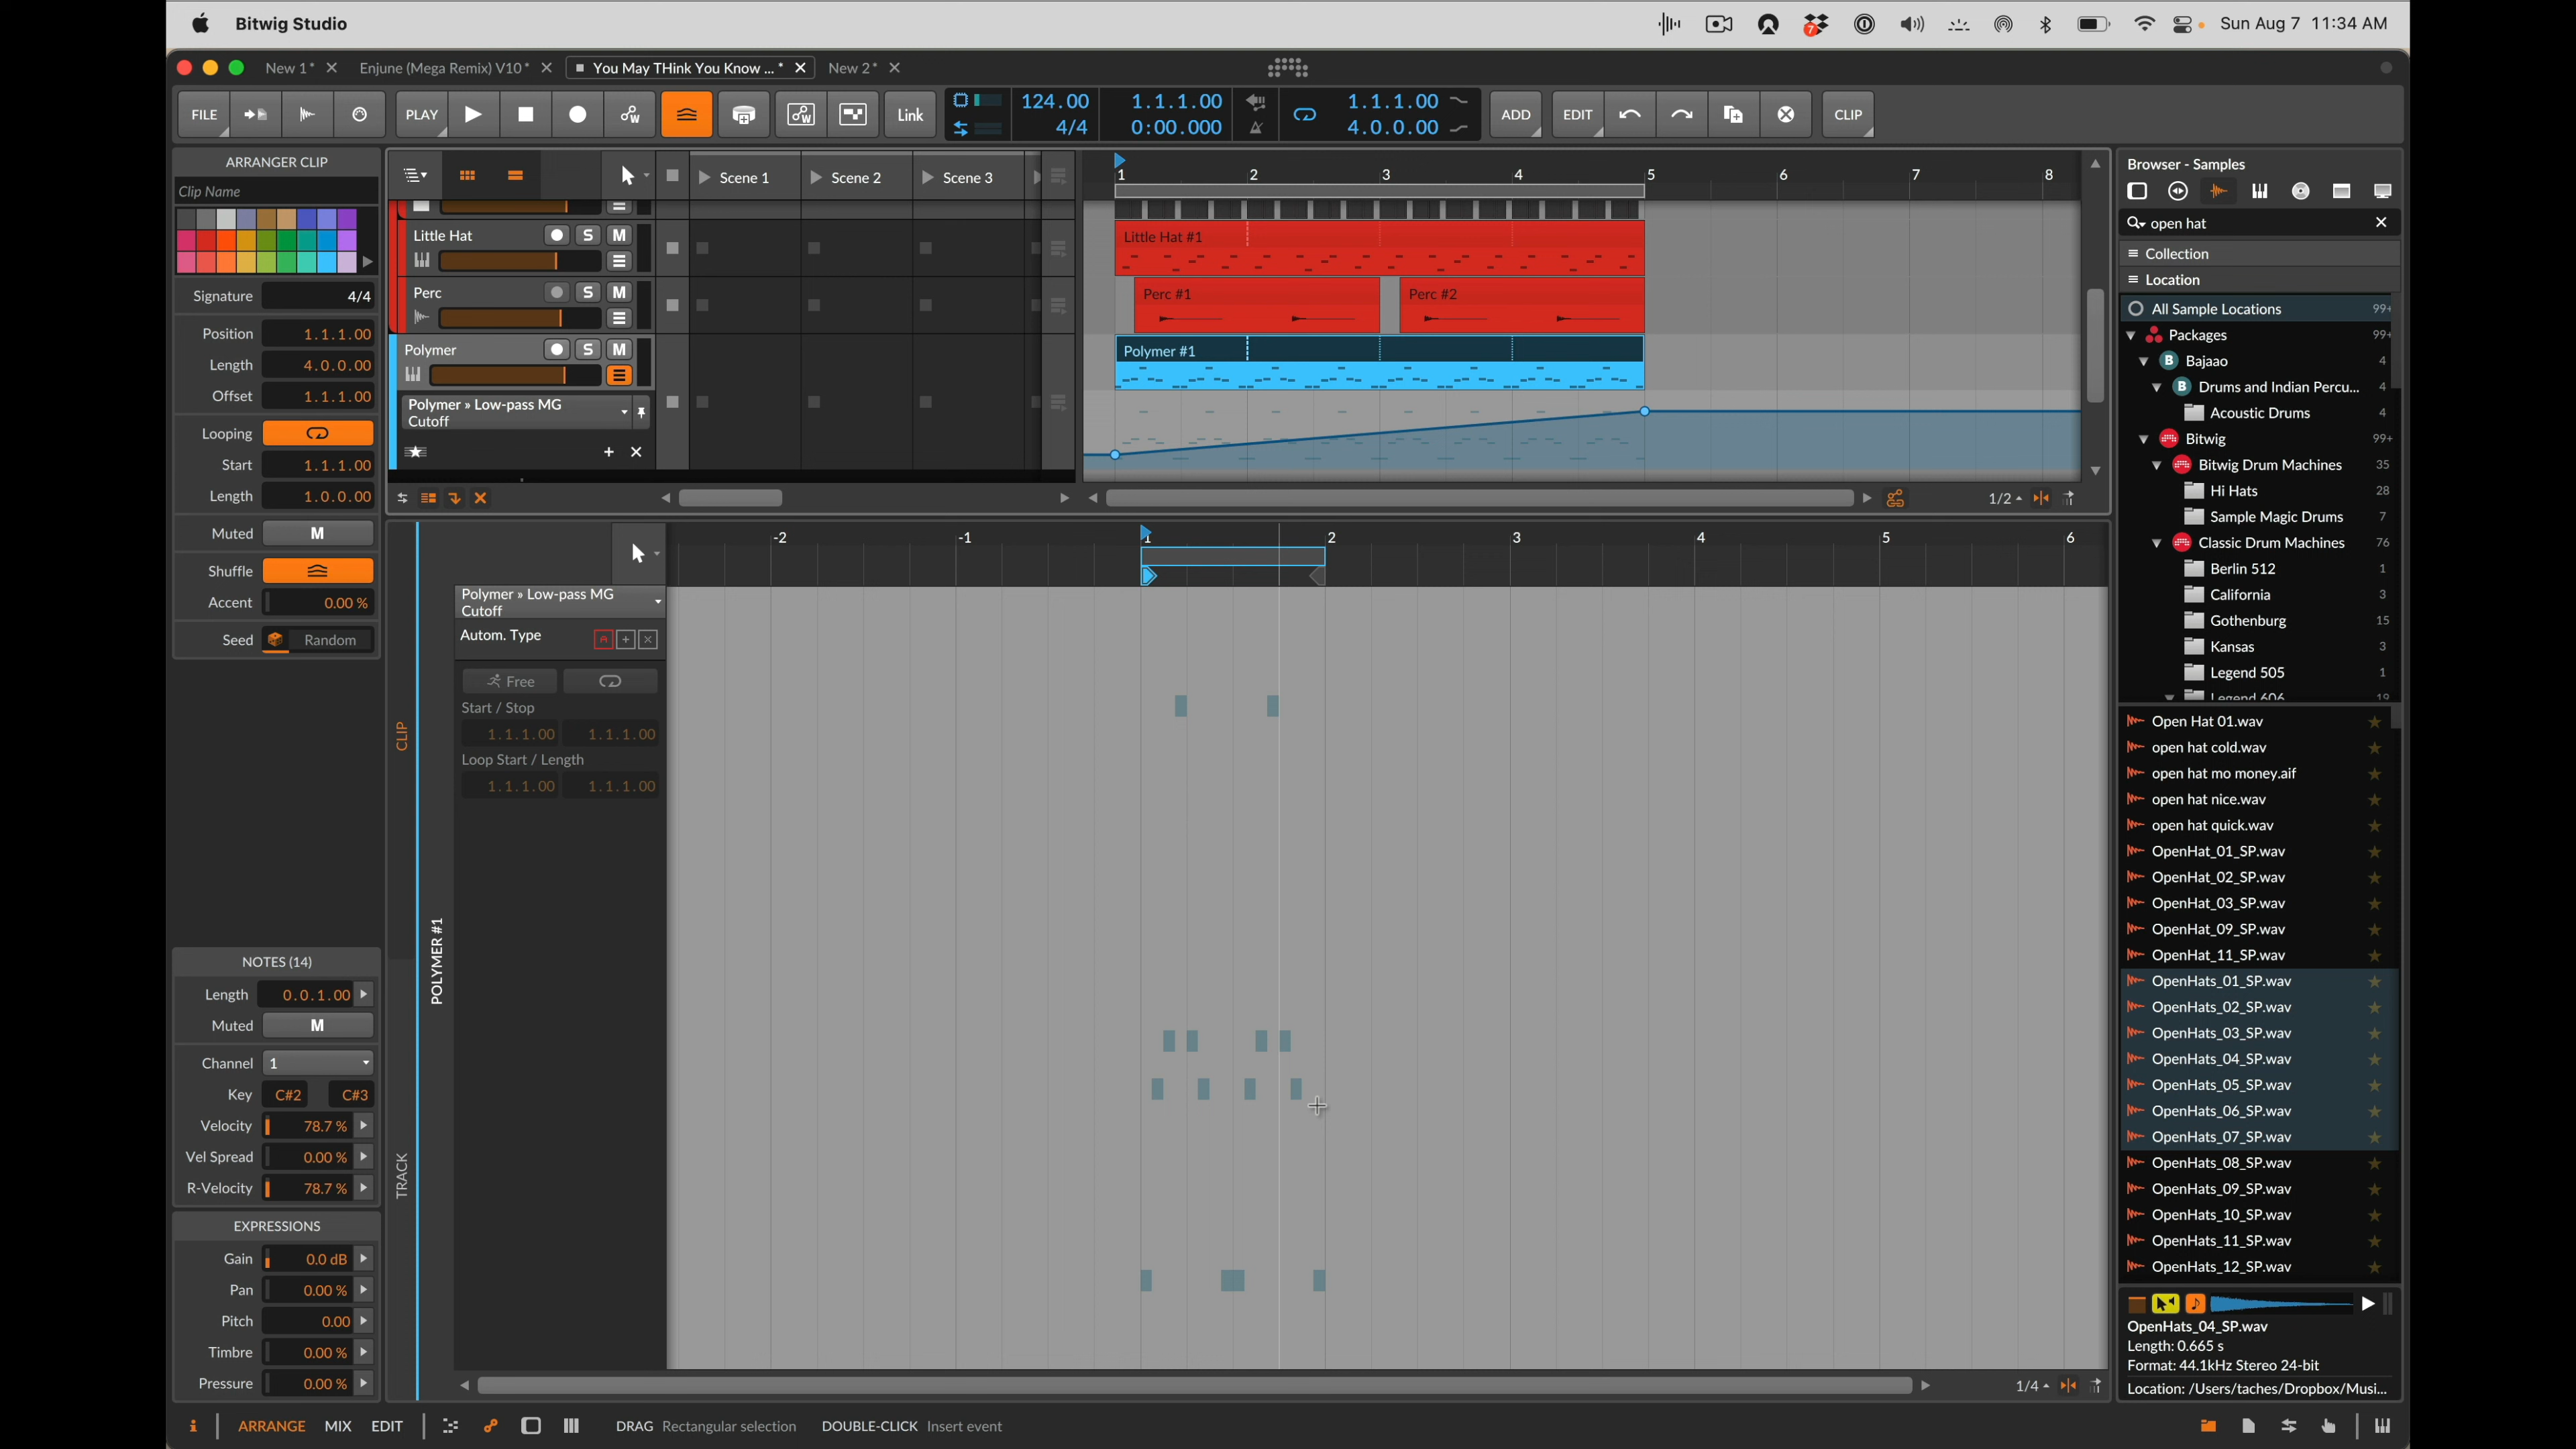 Bitwig Studio
7
Sun Aug 7 11:34 AM
New 1*
Enjune (Mega Remix) V10*
You May THink You Know ... *
New 2*
FILE
PLAY
Link
124.00
4/4
1.1.1.00
0:00.000
1.1.1.00
4.0.0.00
ADD
EDIT
CLIP
ARRANGER CLIP
Clip Name
Signature 4/4
Position 1.1.1.00
Length 4.0.0.00
Offset 1.1.1.00
Looping
Start 1.1.1.00
Length 1.0.0.00
Muted M
Shuffle
Accent 0.00 %
Seed Random
NOTES (14)
Length 0.0.1.00
Muted M
Channel 1
Key C#2 C#3
Velocity 78.7 %
Vel Spread 0.00 %
R-Velocity 78.7 %
EXPRESSIONS
Gain 0.0 dB
Pan 0.00 %
Pitch 0.00
Timbre 0.00 %
Pressure 0.00 %
Scene 1 Scene 2 Scene 3
1 2 3 4 5 6 7 8
Little Hat S M
Little Hat #1
Perc S M
Perc #1 Perc #2
Polymer S M
Polymer #1
Polymer » Low-pass MG
Cutoff
1/2
CLIP
TRACK
POLYMER #1
-2 -1 1 2 3 4 5 6
Polymer » Low-pass MG
Cutoff
Autom. Type
Free
Start / Stop
1.1.1.00 1.1.1.00
Loop Start / Length
1.1.1.00 1.1.1.00
1/4
Browser - Samples
open hat
Collection
Location
All Sample Locations 99+
Packages 99+
B Bajaao 4
B Drums and Indian Percu... 4
Acoustic Drums 4
Bitwig 99+
Bitwig Drum Machines 35
Hi Hats 28
Sample Magic Drums 7
Classic Drum Machines 76
Berlin 512 1
California 3
Gothenburg 15
Kansas 3
Legend 505 1
Legend 606 19
Open Hat 01.wav
open hat cold.wav
open hat mo money.aif
open hat nice.wav
open hat quick.wav
OpenHat_01_SP.wav
OpenHat_02_SP.wav
OpenHat_03_SP.wav
OpenHat_09_SP.wav
OpenHat_11_SP.wav
OpenHats_01_SP.wav
OpenHats_02_SP.wav
OpenHats_03_SP.wav
OpenHats_04_SP.wav
OpenHats_05_SP.wav
OpenHats_06_SP.wav
OpenHats_07_SP.wav
OpenHats_08_SP.wav
OpenHats_09_SP.wav
OpenHats_10_SP.wav
OpenHats_11_SP.wav
OpenHats_12_SP.wav
OpenHats_04_SP.wav
Length: 0.665 s
Format: 44.1kHz Stereo 24-bit
Location: /Users/taches/Dropbox/Musi...
i ARRANGE MIX EDIT
DRAG Rectangular selection DOUBLE-CLICK Insert event